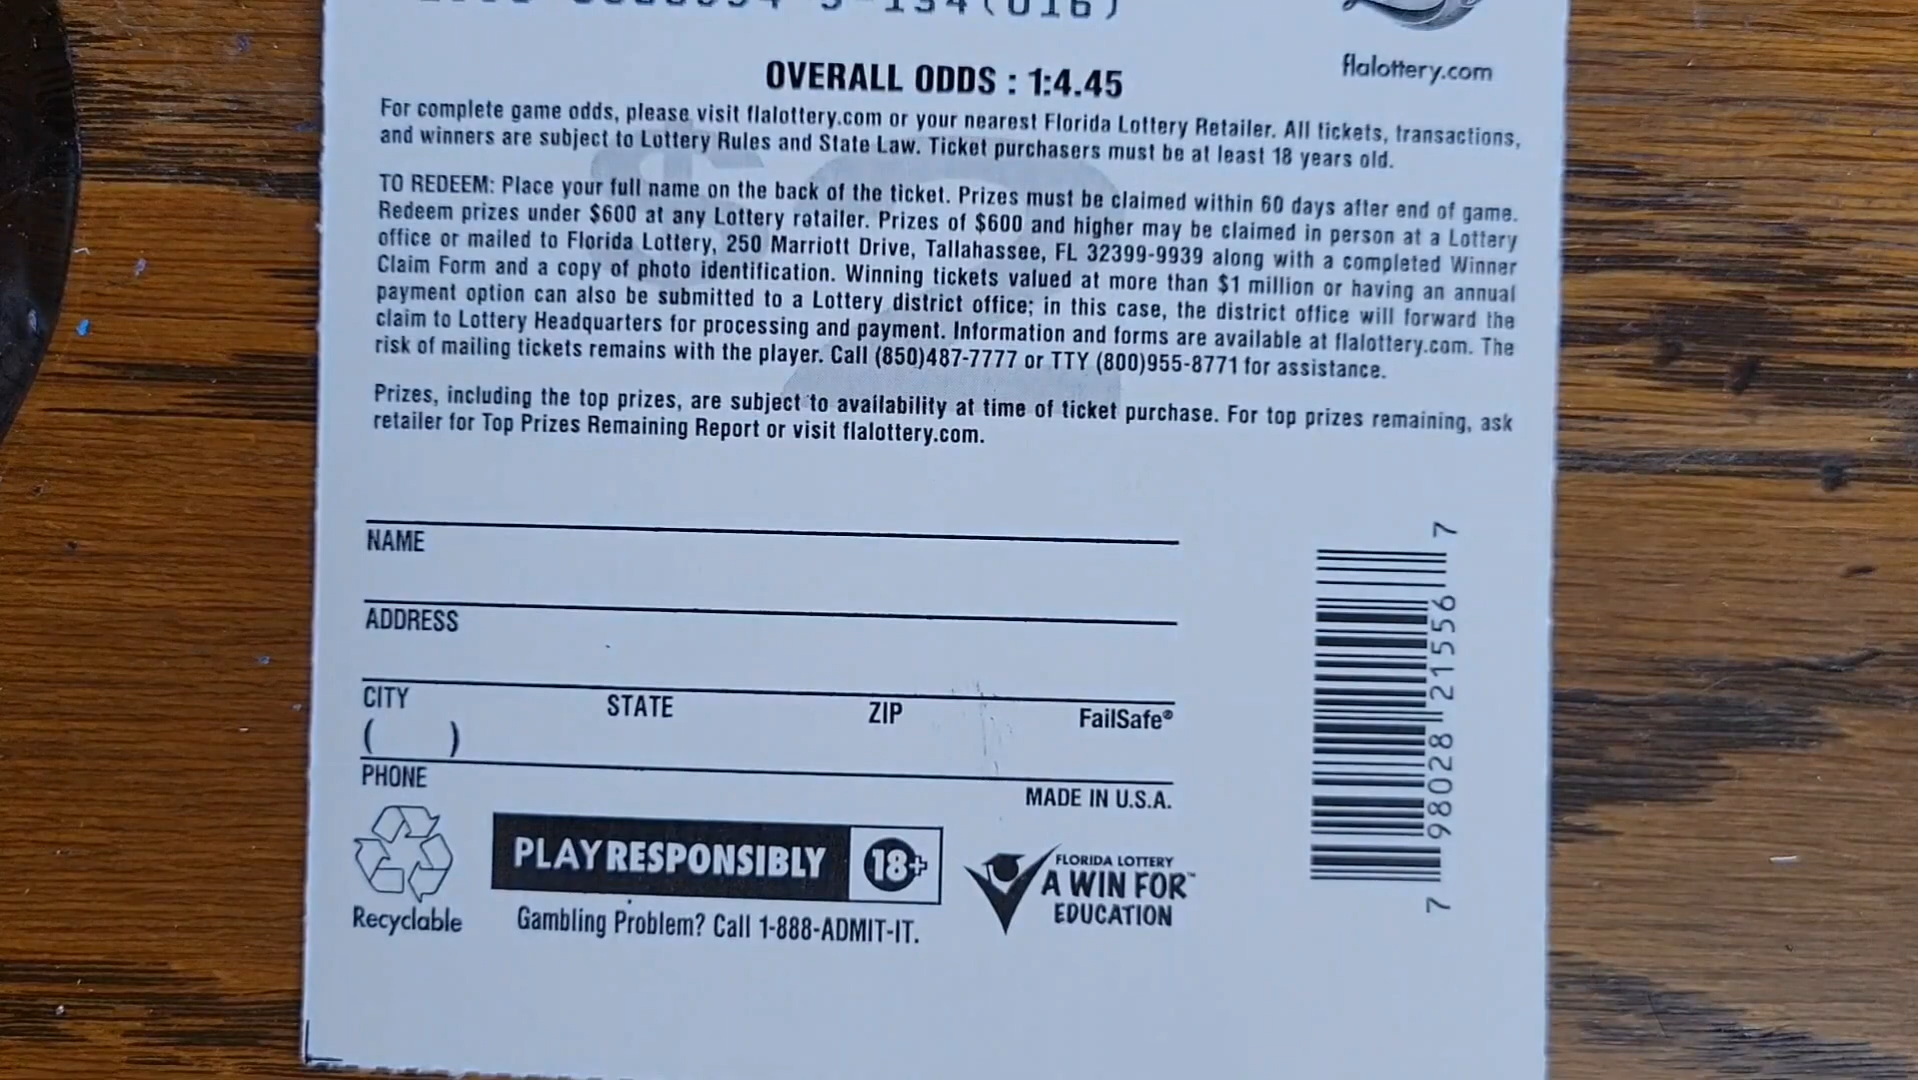 134(016)
OVERALL ODDS : 1:4.45
flalottery.com
For complete game odds, please visit flalottery.com or your nearest Florida Lottery Retailer. All tickets, transactions,
and winners are subject to Lottery Rules and State Law. Ticket purchasers must be at least 18 years old.
TO REDEEM: Place your full name on the back of the ticket. Prizes must be claimed within 60 days after end of game.
Redeem prizes under $600 at any Lottery retailer. Prizes of $600 and higher may be claimed in person at a Lottery
office or mailed to Florida Lottery, 250 Marriott Drive, Tallahassee, FL 32399-9939 along with a completed Winner
Claim Form and a copy of photo identification. Winning tickets valued at more than $1 million or having an annual
payment option can also be submitted to a Lottery district office; in this case, the district office will forward the
claim to Lottery Headquarters for processing and payment. Information and forms are available at flalottery.com. The
risk of mailing tickets remains with the player. Call (850)487-7777 or TTY (800)955-8771 for assistance.
Prizes, including the top prizes, are subject to availability at time of ticket purchase. For top prizes remaining, ask
retailer for Top Prizes Remaining Report or visit flalottery.com.
$2
NAME
ADDRESS
CITY STATE ZIP FailSafe®
( )
PHONE
MADE IN U.S.A.
Recyclable
PLAYRESPONSIBLY 18+
Gambling Problem? Call 1-888-ADMIT-IT.
FLORIDA LOTTERY
A WIN FOR™
EDUCATION
7 98028 21556 7